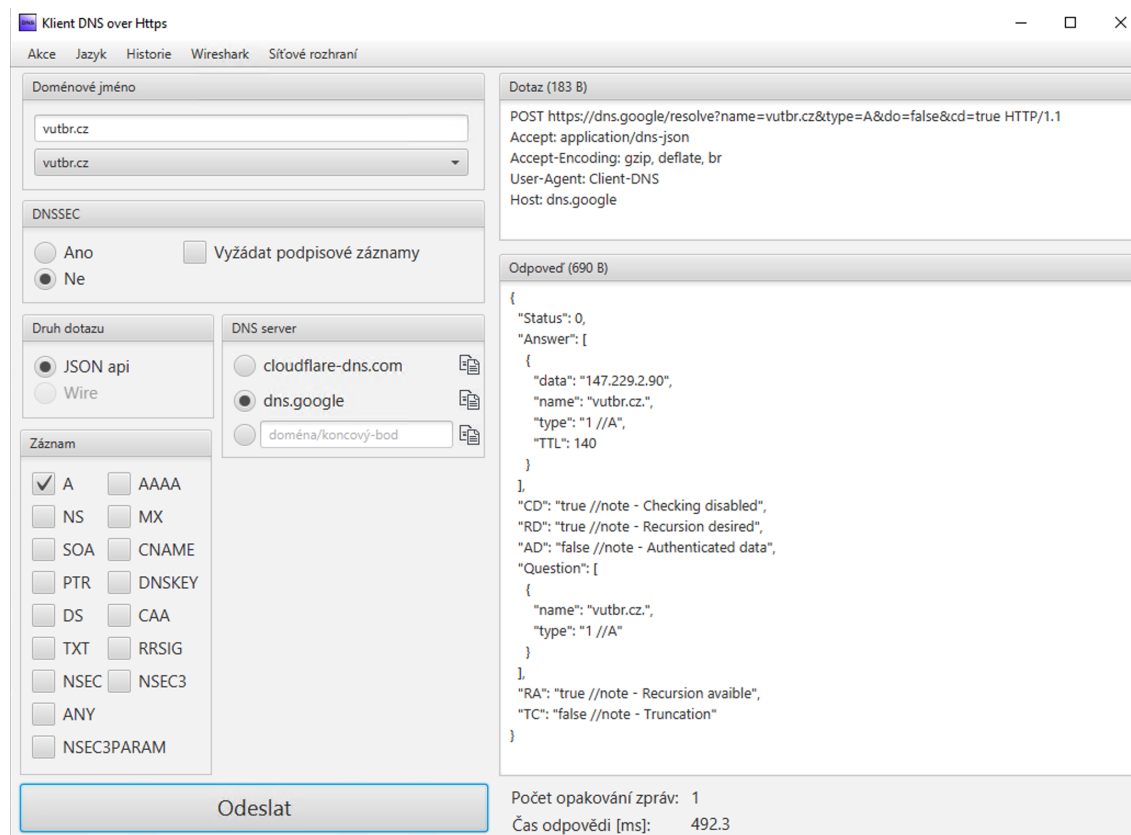 Klient DNS over Https
Akce Jazyk Historie Wireshark Síťové rozhraní
Doménové jméno
vutbr.cz
vutbr.cz
DNSSEC
Ano Vyžádat podpisové záznamy
Ne
Druh dotazu
JSON api
Wire
DNS server
cloudflare-dns.com
dns.google
doména/koncový-bod
Záznam
A AAAA
NS MX
SOA CNAME
PTR DNSKEY
DS CAA
TXT RRSIG
NSEC NSEC3
ANY
NSEC3PARAM
Odeslat
Dotaz (183 B)
POST https://dns.google/resolve?name=vutbr.cz&type=A&do=false&cd=true HTTP/1.1
Accept: application/dns-json
Accept-Encoding: gzip, deflate, br
User-Agent: Client-DNS
Host: dns.google
Odpoveď (690 B)
{
"Status": 0,
"Answer": [
{
"data": "147.229.2.90",
"name": "vutbr.cz.",
"type": "1 //A",
"TTL": 140
}
],
"CD": "true //note - Checking disabled",
"RD": "true //note - Recursion desired",
"AD": "false //note - Authenticated data",
"Question": [
{
"name": "vutbr.cz.",
"type": "1 //A"
}
],
"RA": "true //note - Recursion avaible",
"TC": "false //note - Truncation"
}
Počet opakování zpráv: 1
Čas odpovědi [ms]: 492.3